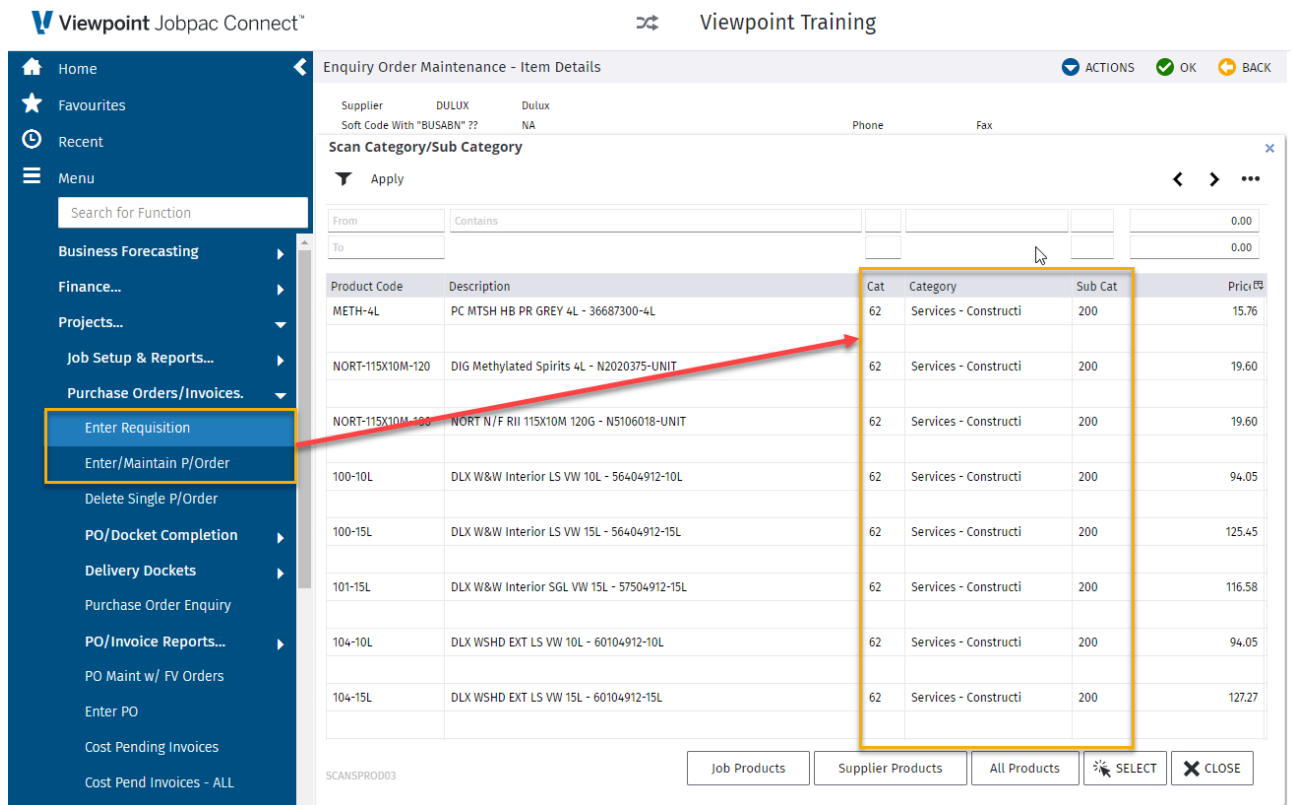 Viewpoint Jobpac Connect™
Viewpoint Training
Home
Favourites
Recent
Menu
Search for Function
Business Forecasting
Finance...
Projects...
Job Setup & Reports...
Purchase Orders/Invoices.
Enter Requisition
Enter/Maintain P/Order
Delete Single P/Order
PO/Docket Completion
Delivery Dockets
Purchase Order Enquiry
PO/Invoice Reports...
PO Maint w/ FV Orders
Enter PO
Cost Pending Invoices
Cost Pend Invoices - ALL
Enquiry Order Maintenance - Item Details ACTIONS OK BACK
Supplier DULUX Dulux
Soft Code With "BUSABN" ?? NA Phone Fax
Scan Category/Sub Category
Apply
From Contains 0.00
To 0.00
Product Code Description Cat Category Sub Cat Price
METH-4L PC MTSH HB PR GREY 4L - 36687300-4L 62 Services - Constructi 200 15.76
NORT-115X10M-120 DIG Methylated Spirits 4L - N2020375-UNIT 62 Services - Constructi 200 19.60
NORT-115X10M-180 NORT N/F RII 115X10M 120G - N5106018-UNIT 62 Services - Constructi 200 19.60
100-10L DLX W&W Interior LS VW 10L - 56404912-10L 62 Services - Constructi 200 94.05
100-15L DLX W&W Interior LS VW 15L - 56404912-15L 62 Services - Constructi 200 125.45
101-15L DLX W&W Interior SGL VW 15L - 57504912-15L 62 Services - Constructi 200 116.58
104-10L DLX WSHD EXT LS VW 10L - 60104912-10L 62 Services - Constructi 200 94.05
104-15L DLX WSHD EXT LS VW 15L - 60104912-15L 62 Services - Constructi 200 127.27
SCANSPROD03
Job Products Supplier Products All Products SELECT CLOSE